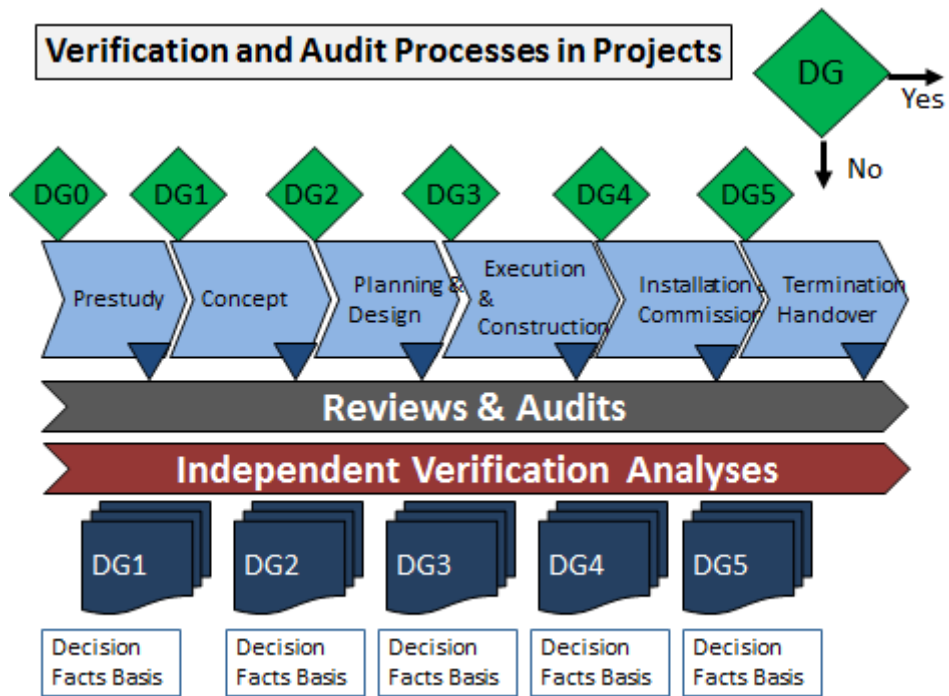 Verification and Audit Processes in Projects
DG
Yes
No
DG0
DG1
DG2
DG3
DG4
DG5
Prestudy
Concept
Planning &
Design
Execution
&
Construction
Installation
Commission
Termination
Handover
Reviews & Audits
Independent Verification Analyses
DG1
DG2
DG3
DG4
DG5
Decision
Facts Basis
Decision
Facts Basis
Decision
Facts Basis
Decision
Facts Basis
Decision
Facts Basis